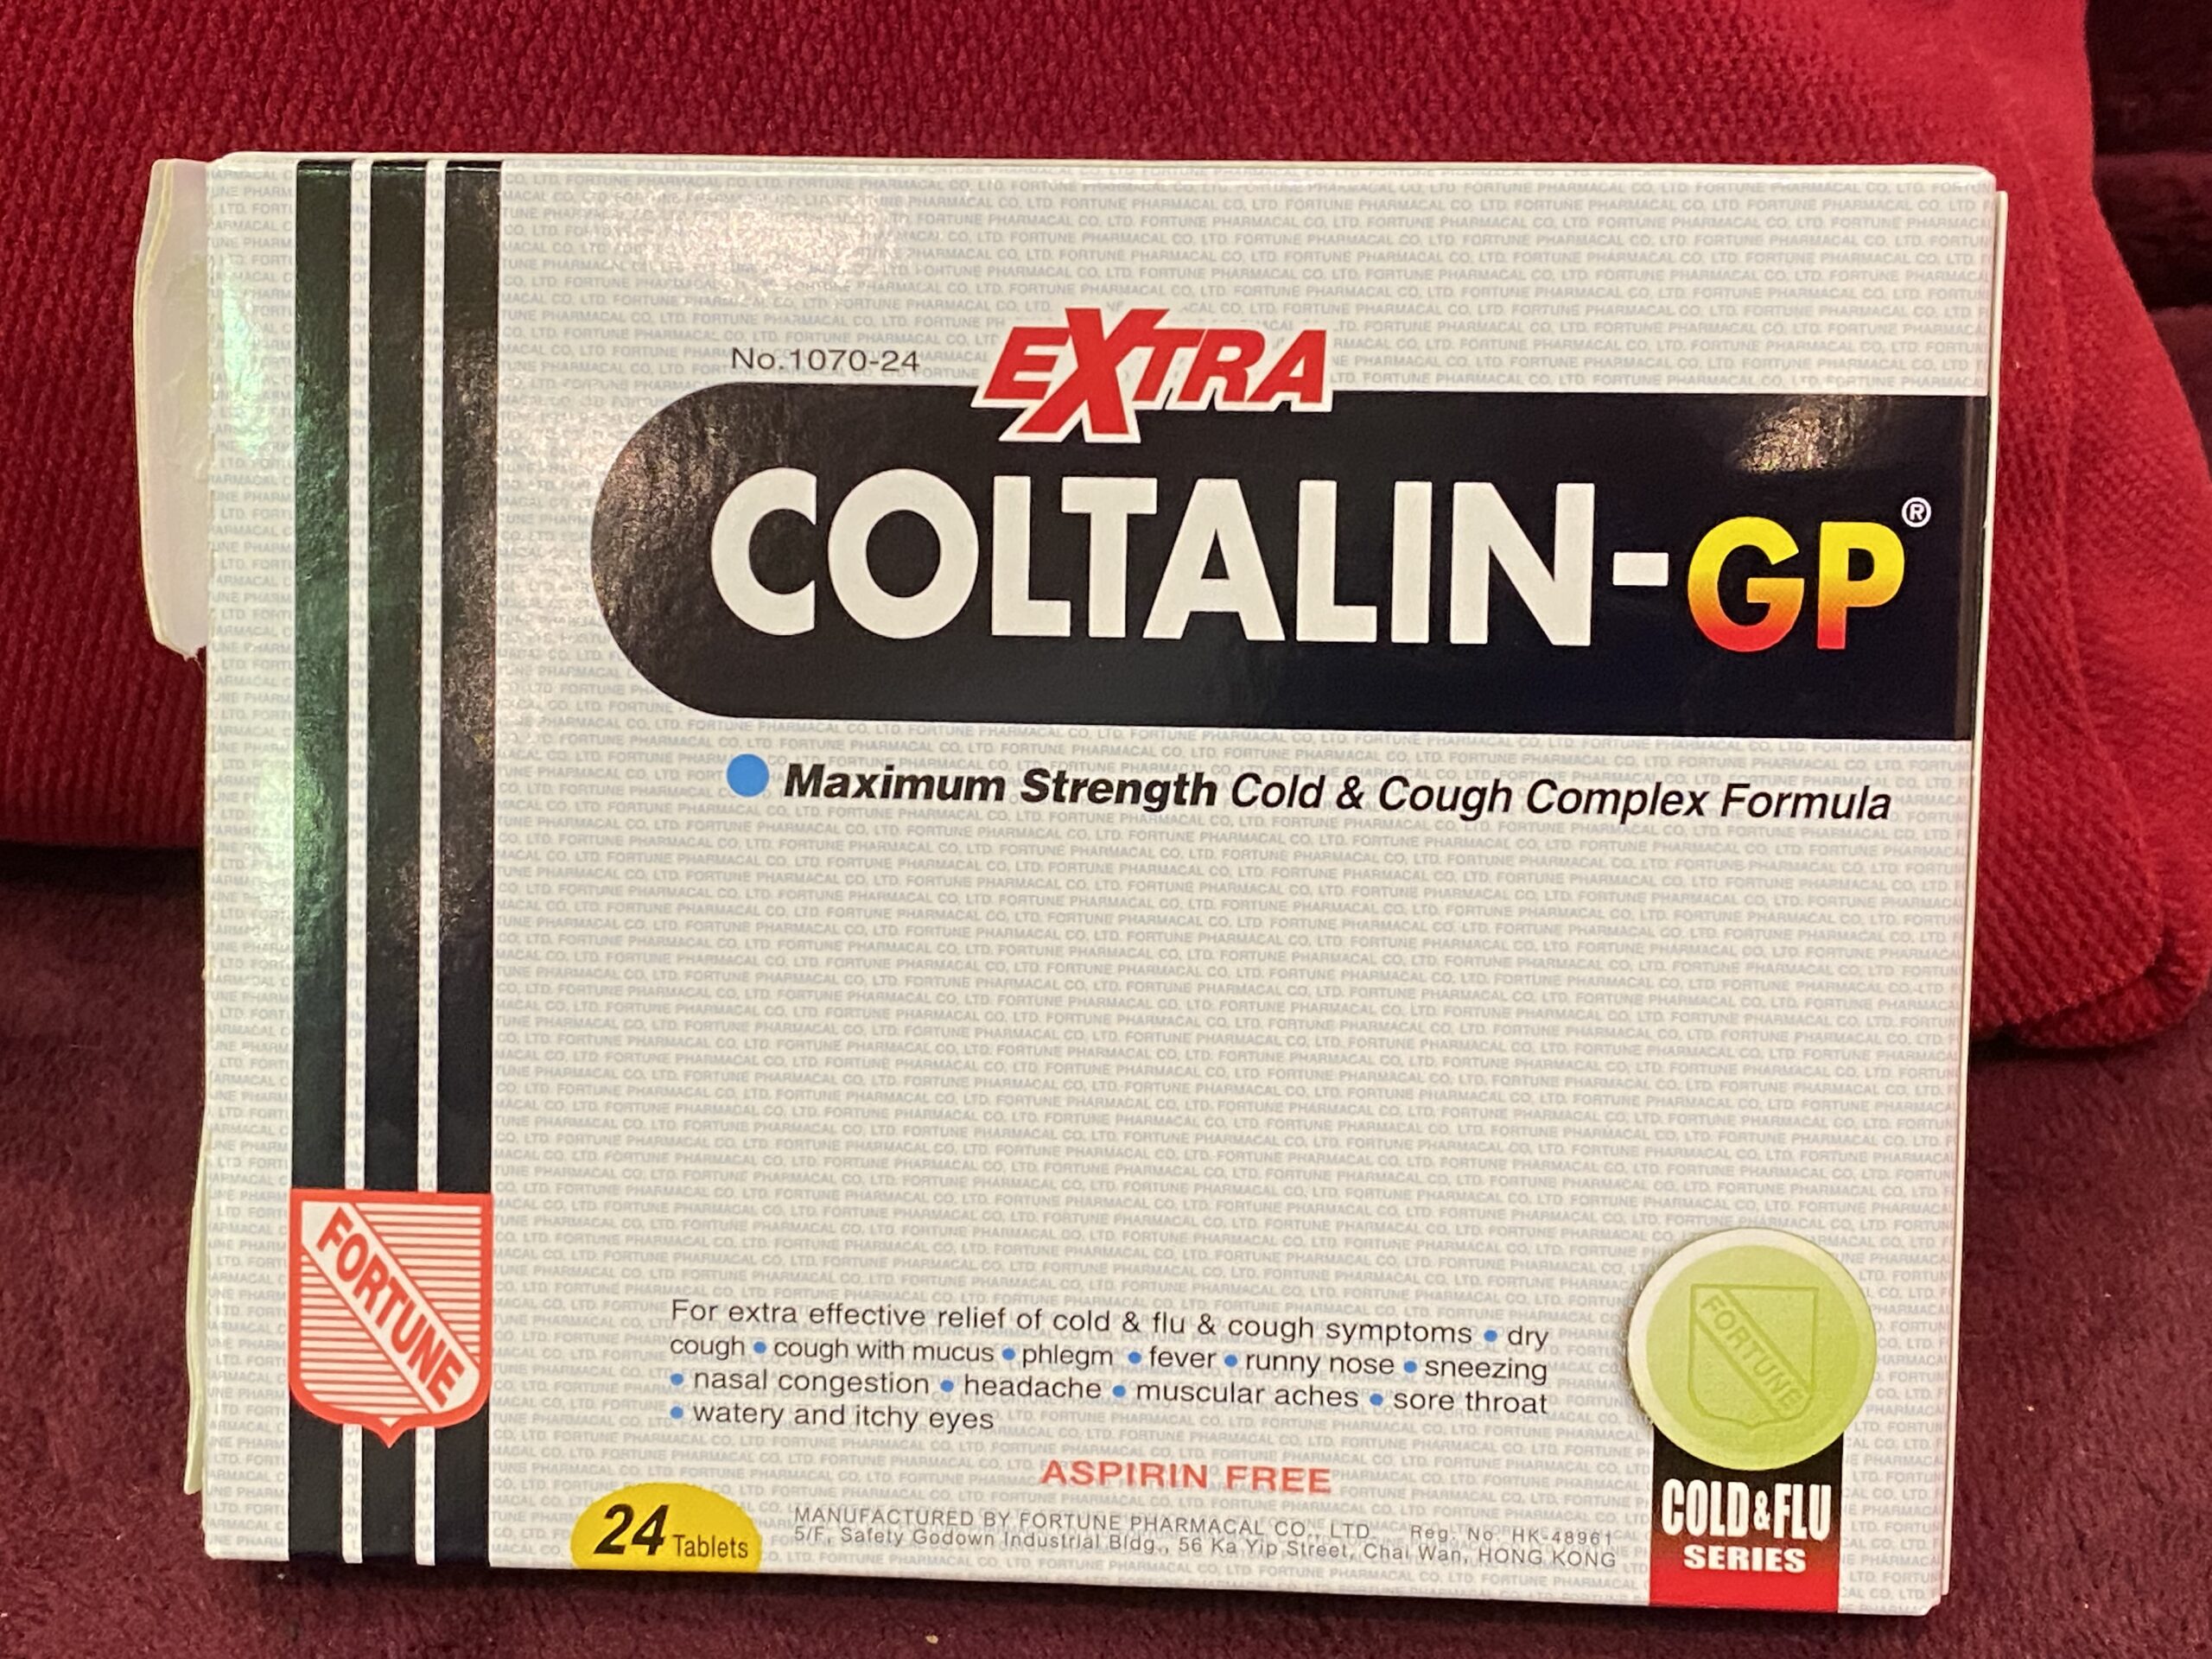 No.1070-24
EXTRA
COLTALIN-GP®
Maximum Strength Cold & Cough Complex Formula
FORTUNE
For extra effective relief of cold & flu & cough symptoms • dry
cough • cough with mucus • phlegm • fever • runny nose • sneezing
• nasal congestion • headache • muscular aches • sore throat
• watery and itchy eyes
ASPIRIN FREE
24 Tablets
MANUFACTURED BY FORTUNE PHARMACAL CO., LTD. Reg. No. HK-48961
5/F, Safety Godown Industrial Bldg., 56 Ka Yip Street, Chai Wan, HONG KONG
FORTUNE
COLD & FLU
SERIES